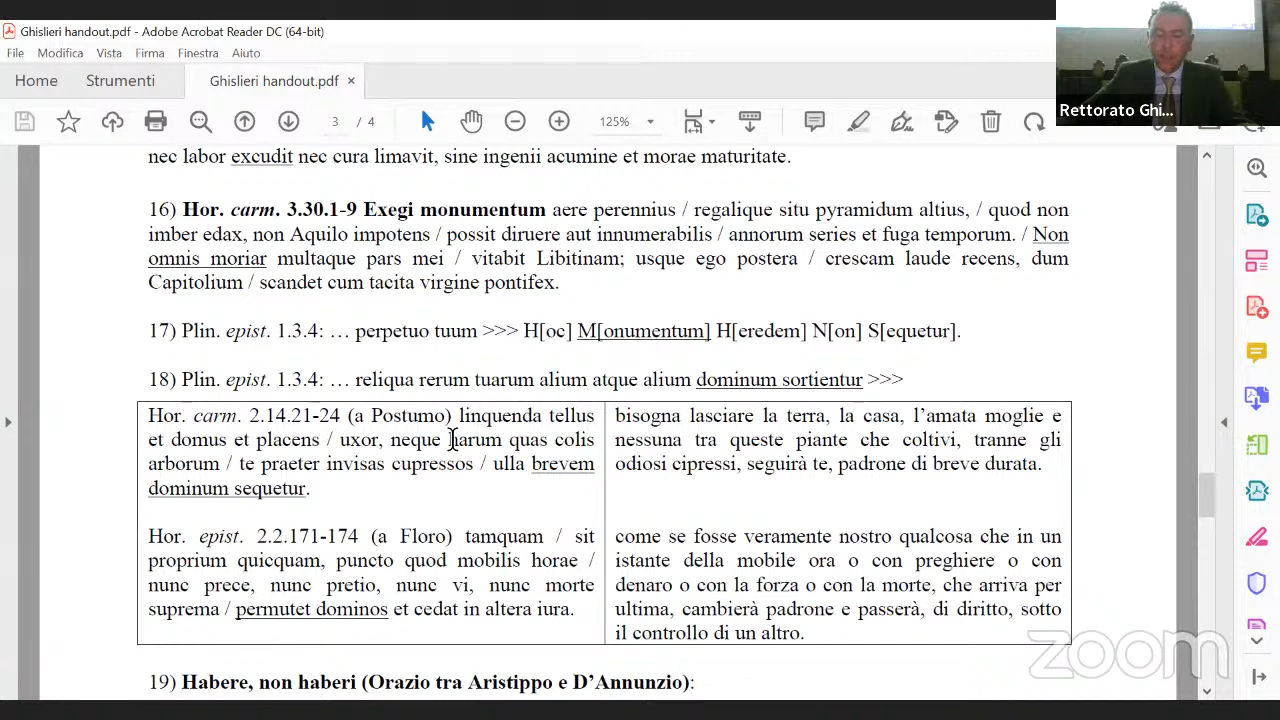 Ghislieri handout.pdf - Adobe Acrobat Reader DC (64-bit)
File Modifica Vista Firma Finestra Aiuto
Home Strumenti Ghislieri handout.pdf ×
3 / 4 125%
Rettorato Ghi...
nec labor excudit nec cura limavit, sine ingenii acumine et morae maturitate.
16) Hor. carm. 3.30.1-9 Exegi monumentum aere perennius / regalique situ pyramidum altius, / quod non
imber edax, non Aquilo impotens / possit diruere aut innumerabilis / annorum series et fuga temporum. / Non
omnis moriar multaque pars mei / vitabit Libitinam; usque ego postera / crescam laude recens, dum
Capitolium / scandet cum tacita virgine pontifex.
17) Plin. epist. 1.3.4: … perpetuo tuum >>> H[oc] M[onumentum] H[eredem] N[on] S[equetur].
18) Plin. epist. 1.3.4: … reliqua rerum tuarum alium atque alium dominum sortientur >>>
Hor. carm. 2.14.21-24 (a Postumo) linquenda tellus
et domus et placens / uxor, neque harum quas colis
arborum / te praeter invisas cupressos / ulla brevem
dominum sequetur.
Hor. epist. 2.2.171-174 (a Floro) tamquam / sit
proprium quicquam, puncto quod mobilis horae /
nunc prece, nunc pretio, nunc vi, nunc morte
suprema / permutet dominos et cedat in altera iura.
bisogna lasciare la terra, la casa, l’amata moglie e
nessuna tra queste piante che coltivi, tranne gli
odiosi cipressi, seguirà te, padrone di breve durata.
come se fosse veramente nostro qualcosa che in un
istante della mobile ora o con preghiere o con
denaro o con la forza o con la morte, che arriva per
ultima, cambierà padrone e passerà, di diritto, sotto
il controllo di un altro.
19) Habere, non haberi (Orazio tra Aristippo e D’Annunzio):
zoom